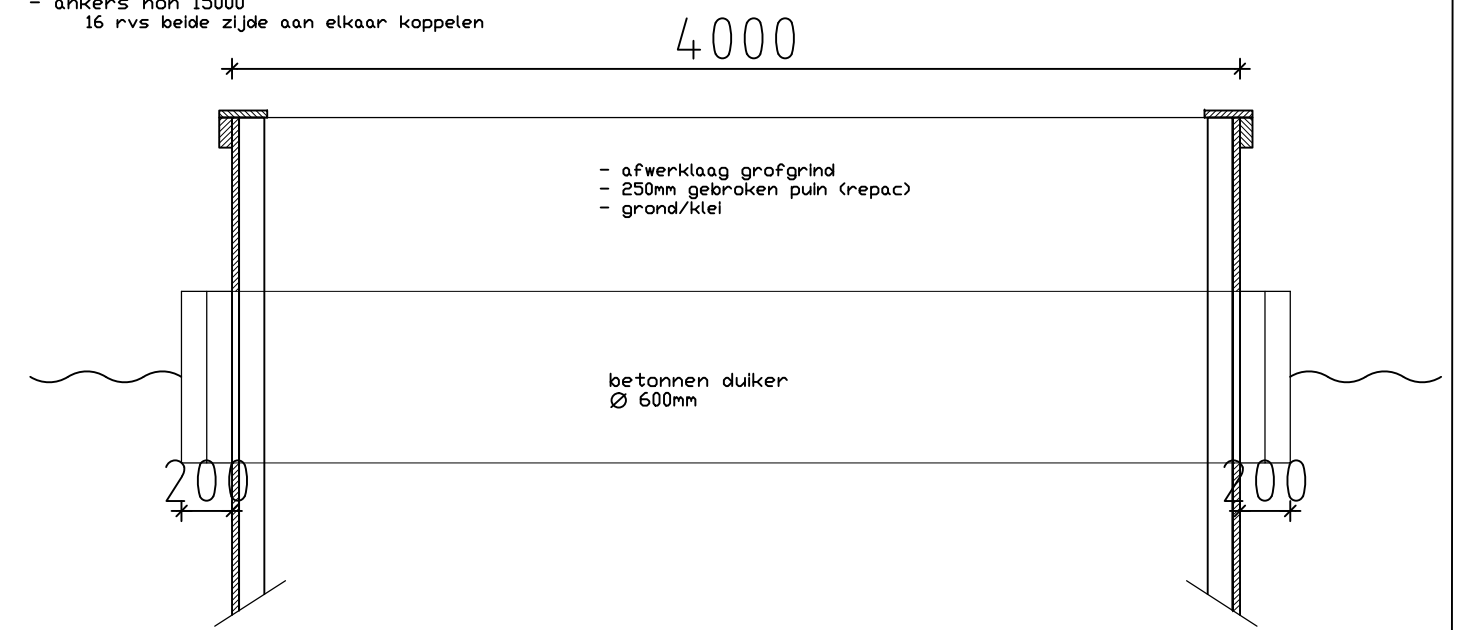 - ankers hoh 15000
16 rvs beide zijde aan elkaar koppelen
4000
- afwerklaag grofgrind
- 250mm gebroken puin (repac)
- grond/klei
betonnen duiker
Ø 600mm
200
200